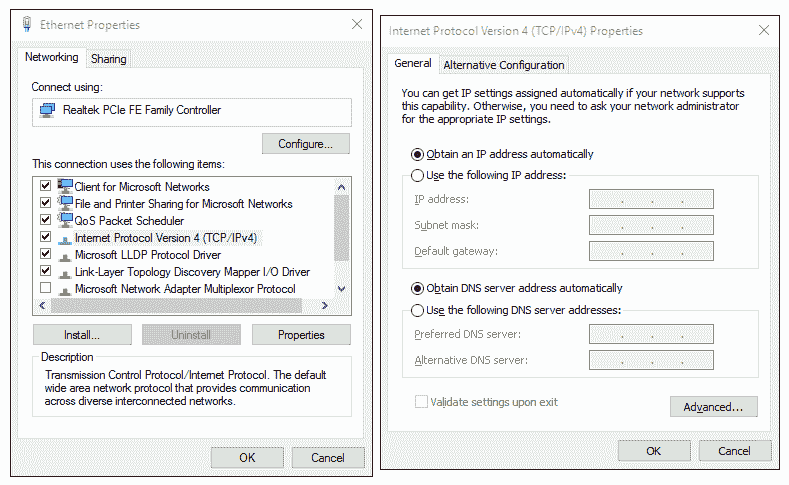 Ethernet Properties
Networking
Sharing
Connect using:
Realtek PCIe FE Family Controller
Configure...
This connection uses the following items:
Client for Microsoft Networks
File and Printer Sharing for Microsoft Networks
QoS Packet Scheduler
Internet Protocol Version 4 (TCP/IPv4)
Microsoft LLDP Protocol Driver
Link-Layer Topology Discovery Mapper I/O Driver
Microsoft Network Adapter Multiplexor Protocol
Install...
Uninstall
Properties
Description
Transmission Control Protocol/Internet Protocol. The default
wide area network protocol that provides communication
across diverse interconnected networks.
OK
Cancel
Internet Protocol Version 4 (TCP/IPv4) Properties
General
Alternative Configuration
You can get IP settings assigned automatically if your network supports
this capability. Otherwise, you need to ask your network administrator
for the appropriate IP settings.
Obtain an IP address automatically
Use the following IP address:
IP address:
Subnet mask:
Default gateway:
Obtain DNS server address automatically
Use the following DNS server addresses:
Preferred DNS server:
Alternative DNS server:
Validate settings upon exit
Advanced...
OK
Cancel